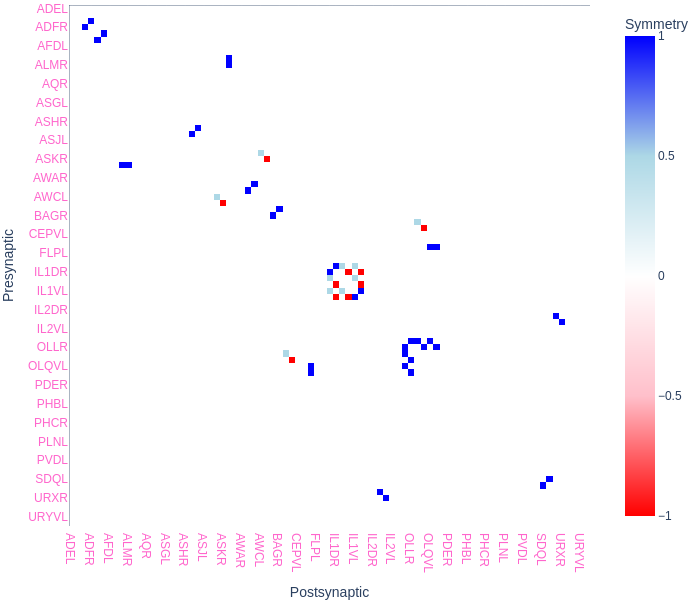 Symmetry
ADEL
ADFR
AFDL
ALMR
AQR
ASGL
ASHR
ASJL
ASKR
AWAR
AWCL
BAGR
CEPVL
FLPL
IL1DR
IL1VL
IL2DR
IL2VL
OLLR
OLQVL
PDER
PHBL
PHCR
PLNL
PVDL
SDQL
URXR
URYVL
Presynaptic
ADEL
ADFR
AFDL
ALMR
AQR
ASGL
ASHR
ASJL
ASKR
AWAR
AWCL
BAGR
CEPVL
FLPL
IL1DR
IL1VL
IL2DR
IL2VL
OLLR
OLQVL
PDER
PHBL
PHCR
PLNL
PVDL
SDQL
URXR
URYVL
Postsynaptic
1
0.5
0
−0.5
−1